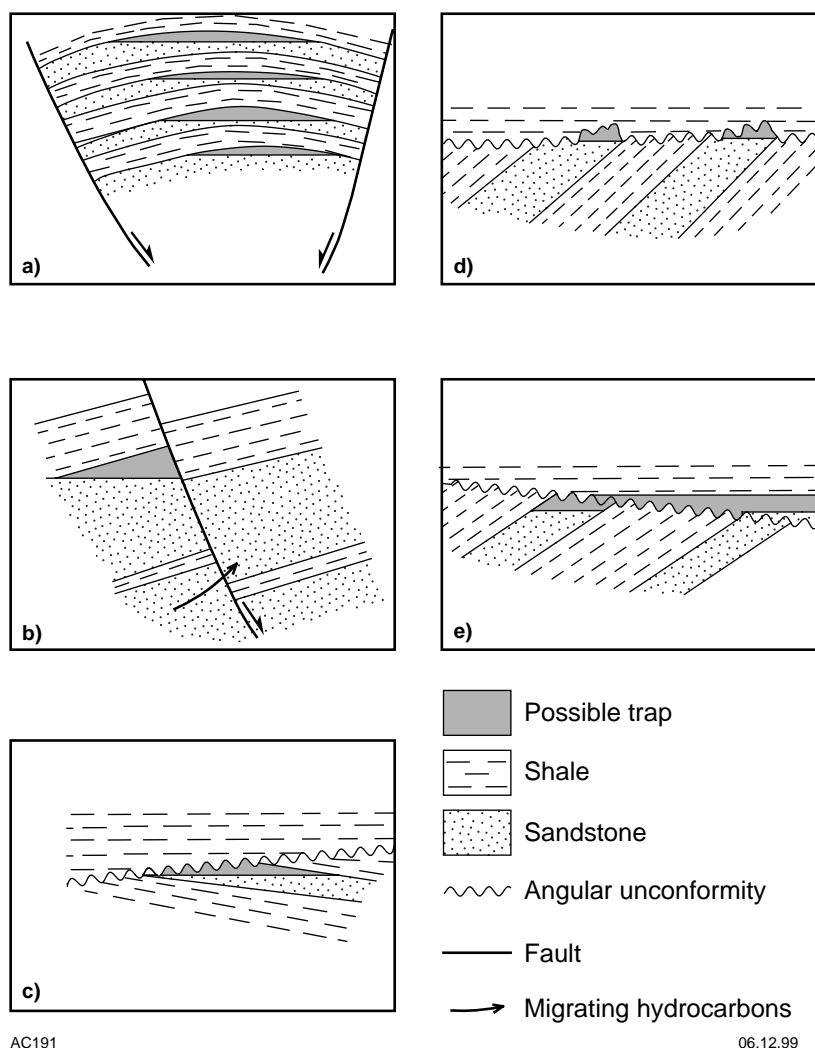 a)
d)
b)
e)
c)
Possible trap
Shale
Sandstone
Angular unconformity
Fault
Migrating hydrocarbons
AC191
06.12.99